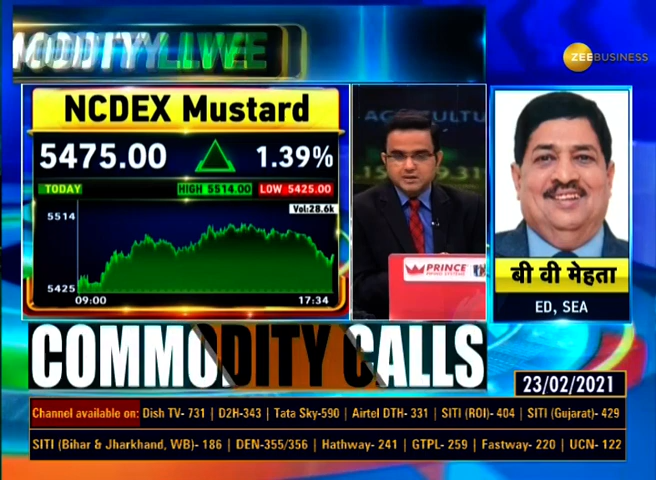 MODITY LIVE
ZEEBUSINESS
NCDEX Mustard
5475.00 1.39%
TODAY HIGH 5514.00 LOW 5425.00
Vol:28.6k
5514
5425
09:00 17:34
PRINCE
बी वी मेहता
ED, SEA
COMMODITY CALLS
23/02/2021
Channel available on: Dish TV- 731 | D2H-343 | Tata Sky-590 | Airtel DTH- 331 | SITI (ROI)- 404 | SITI (Gujarat)- 429
SITI (Bihar & Jharkhand, WB)- 186 | DEN-355/356 | Hathway- 241 | GTPL- 259 | Fastway- 220 | UCN- 122